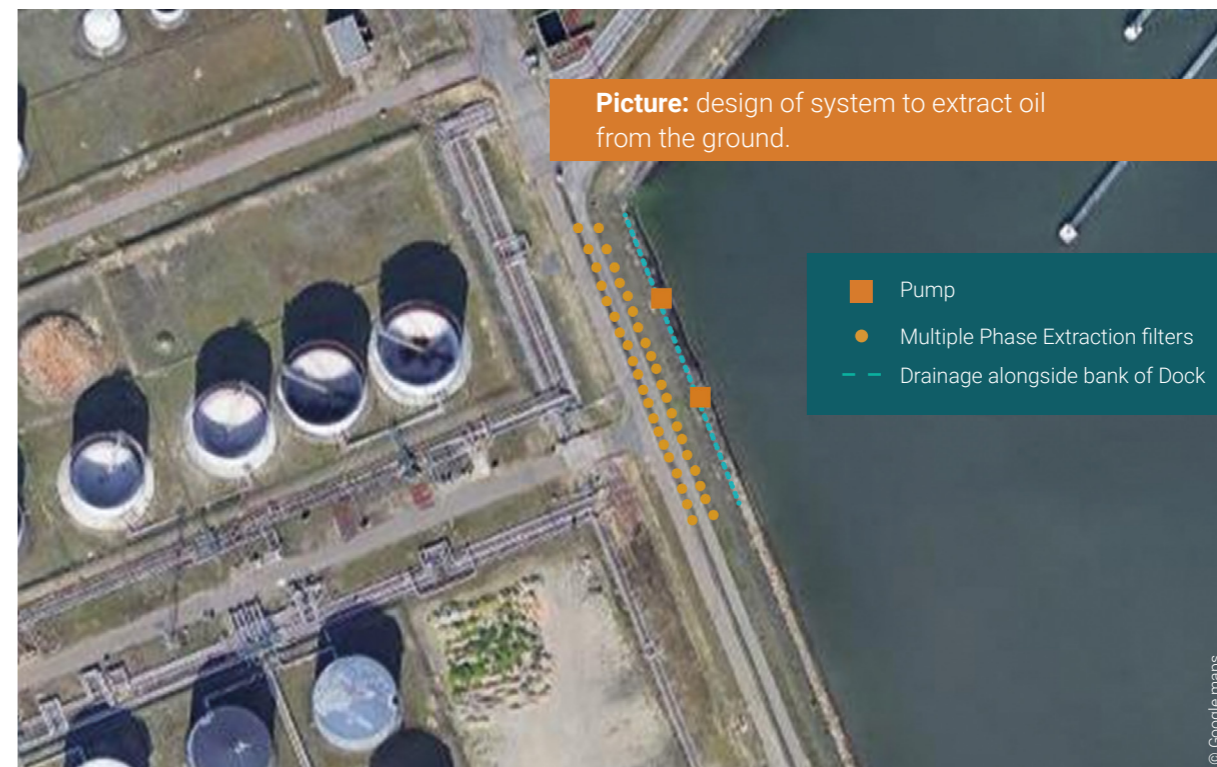 Picture: design of system to extract oil
from the ground.
Pump
Multiple Phase Extraction filters
Drainage alongside bank of Dock
© Google maps